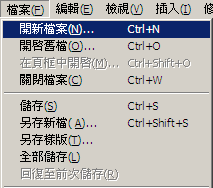 檔案(F) 編輯(E) 檢視(V) 插入(I)
開新檔案(N)... Ctrl+N
開啓舊檔(O)... Ctrl+O
在頁框中開啓(M)... Ctrl+Shift+O
關閉檔案(C) Ctrl+W
儲存(S) Ctrl+S
另存新檔(A)... Ctrl+Shift+S
另存樣版(T)...
全部儲存(L)
回復至前次儲存(R)